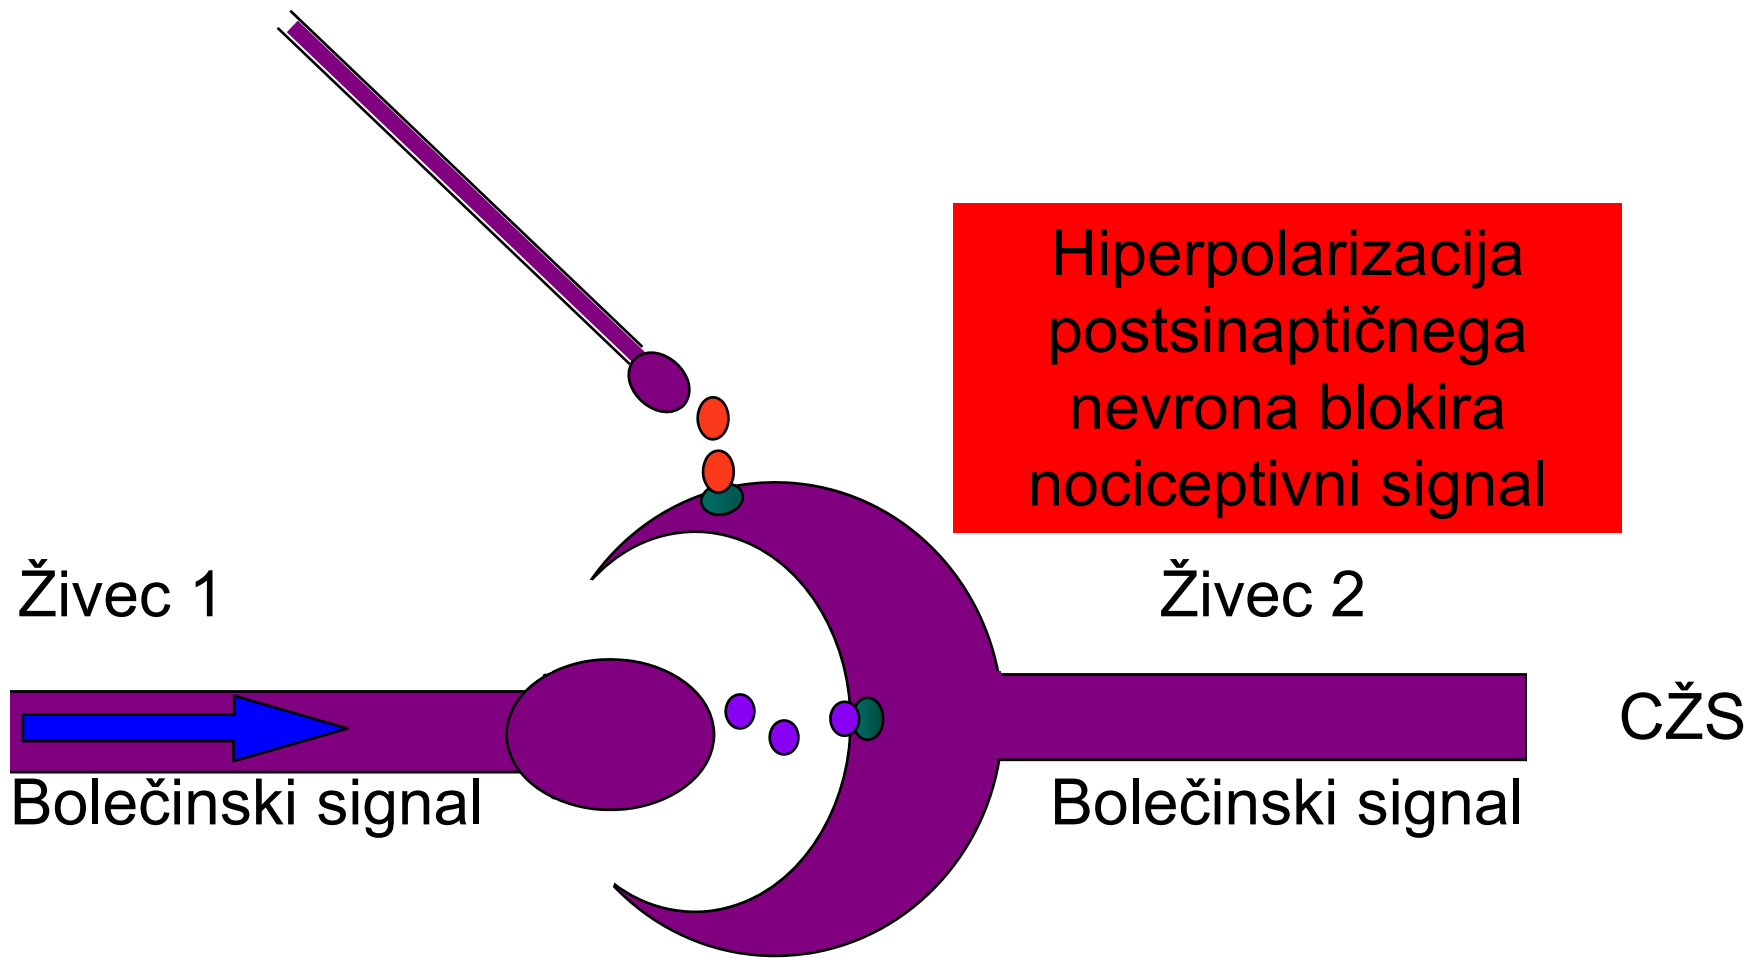 Hiperpolarizacija
postsinaptičnega
nevrona blokira
nociceptivni signal
Živec 1
Živec 2
CŽS
Bolečinski signal
Bolečinski signal